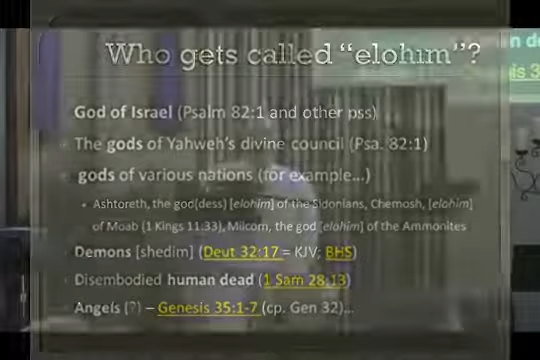 Who gets called “elohim”?
God of Israel (Psalm 82:1 and other pss)
The gods of Yahweh’s divine council (Psa. 82:1)
gods of various nations (for example...)
Ashtoreth, the god(dess) [elohim] of the Sidonians, Chemosh, [elohim]
of Moab (1 Kings 11:33), Milcom, the god [elohim] of the Ammonites
Demons [shedim] (Deut 32:17 = KJV; BHS)
Disembodied human dead (1 Sam 28:13)
Angels (?) – Genesis 35:1-7 (cp. Gen 32)...